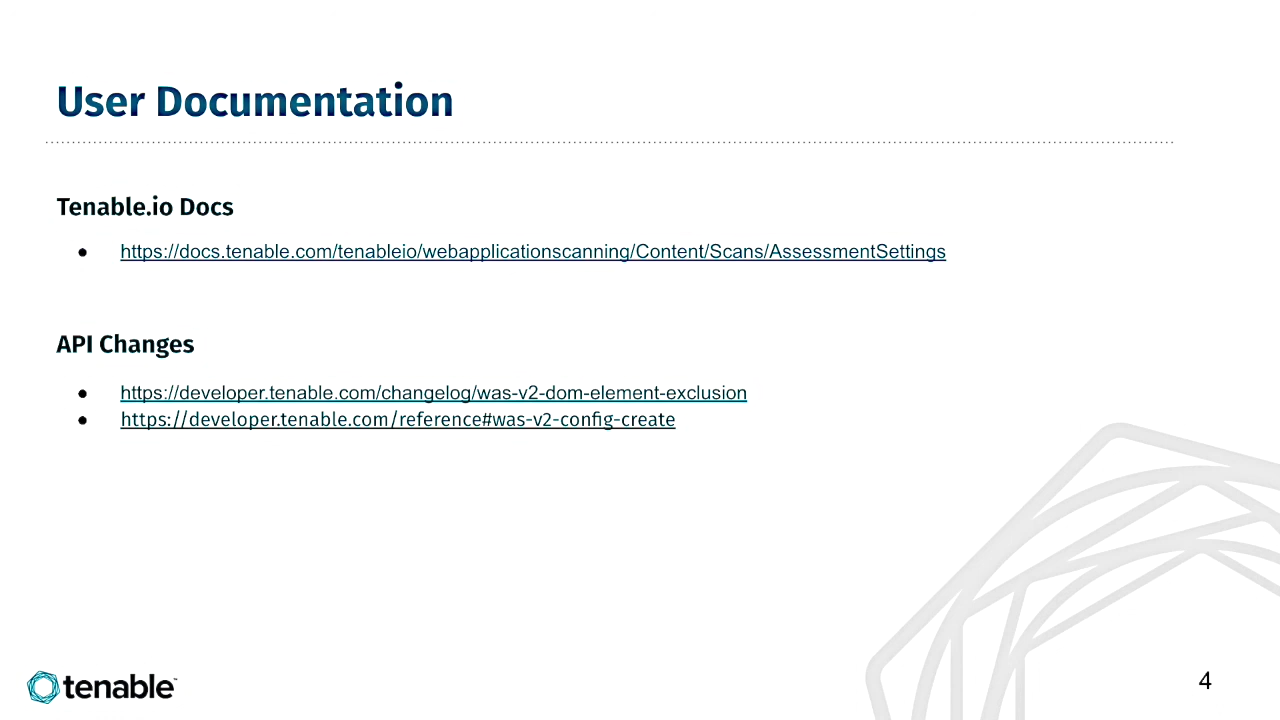 User Documentation
Tenable.io Docs
● https://docs.tenable.com/tenableio/webapplicationscanning/Content/Scans/AssessmentSettings
API Changes
● https://developer.tenable.com/changelog/was-v2-dom-element-exclusion
● https://developer.tenable.com/reference#was-v2-config-create
tenable™
4